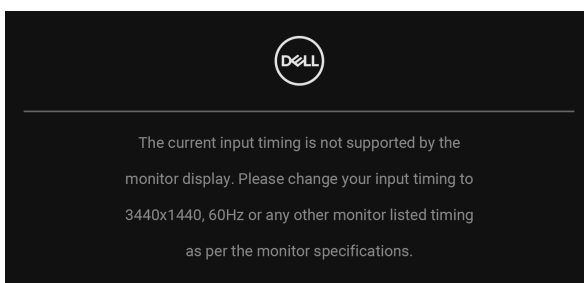 DELL
The current input timing is not supported by the
monitor display. Please change your input timing to
3440x1440, 60Hz or any other monitor listed timing
as per the monitor specifications.